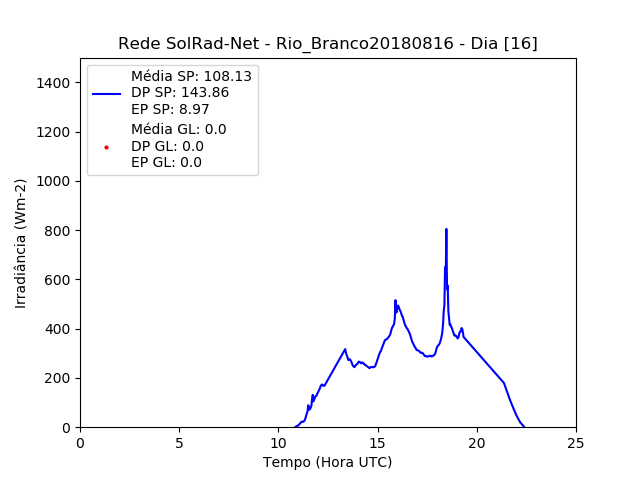 Rede SolRad-Net - Rio_Branco20180816 - Dia [16]
Média SP: 108.13
DP SP: 143.86
EP SP: 8.97
Média GL: 0.0
DP GL: 0.0
EP GL: 0.0
Irradiância (Wm-2)
1400
1200
1000
800
600
400
200
0
0 5 10 15 20 25
Tempo (Hora UTC)